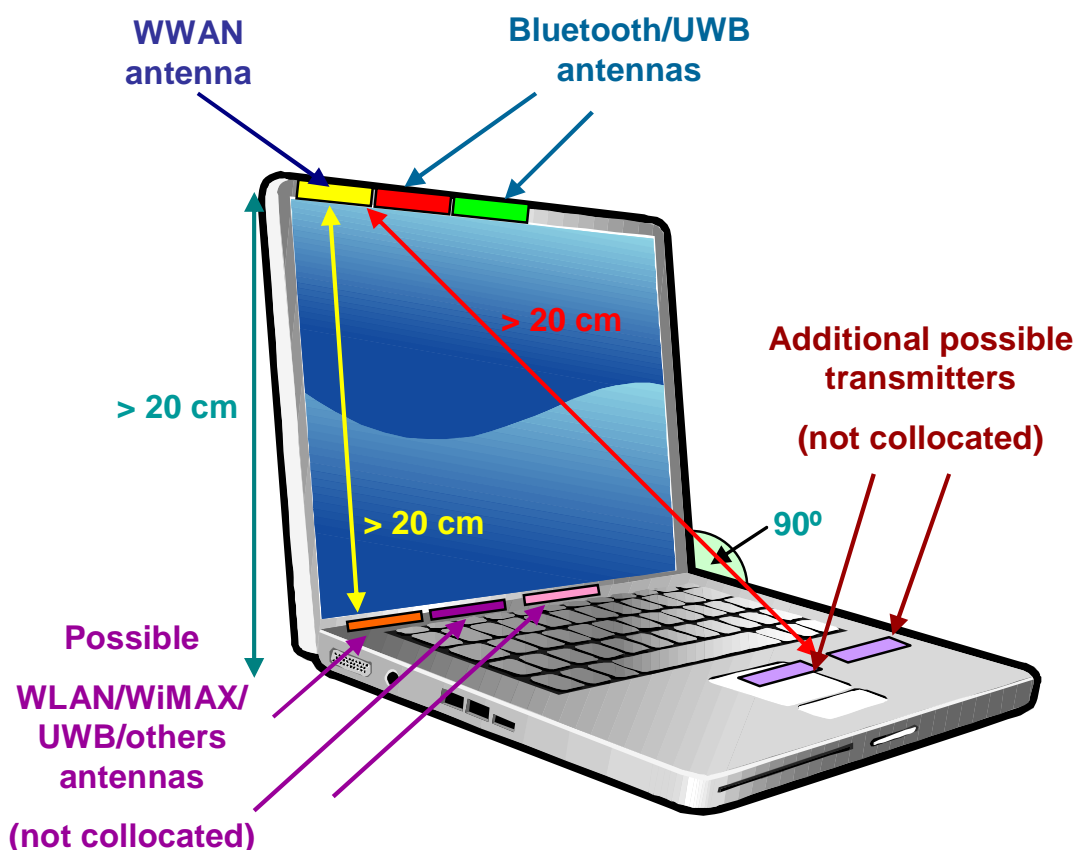 WWAN
antenna
Bluetooth/UWB
antennas
> 20 cm
Additional possible
transmitters
(not collocated)
> 20 cm
> 20 cm
90º
Possible
WLAN/WiMAX/
UWB/others
antennas
(not collocated)